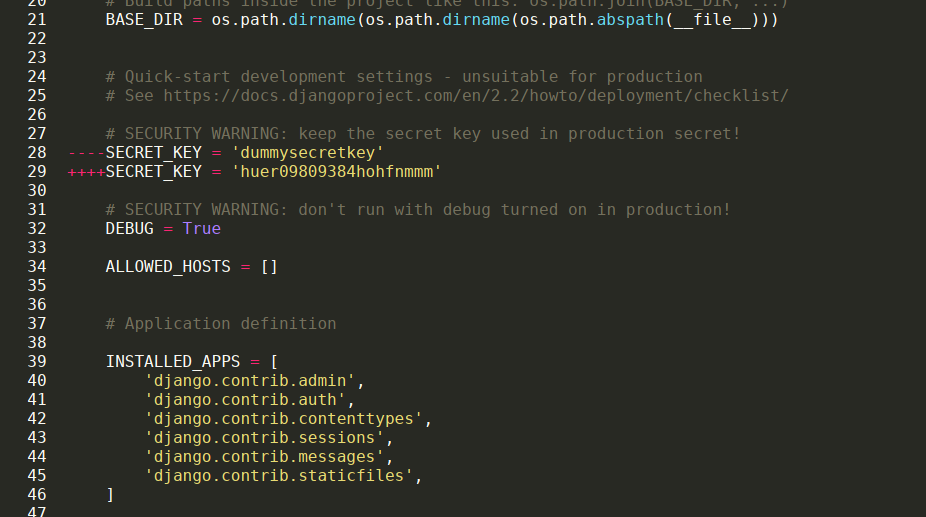 20 # Build paths inside the project like this: os.path.join(BASE_DIR, ...)
21 BASE_DIR = os.path.dirname(os.path.dirname(os.path.abspath(__file__)))
22
23
24 # Quick-start development settings - unsuitable for production
25 # See https://docs.djangoproject.com/en/2.2/howto/deployment/checklist/
26
27 # SECURITY WARNING: keep the secret key used in production secret!
28 ----SECRET_KEY = 'dummysecretkey'
29 ++++SECRET_KEY = 'huer09809384hohfnmmm'
30
31 # SECURITY WARNING: don't run with debug turned on in production!
32 DEBUG = True
33
34 ALLOWED_HOSTS = []
35
36
37 # Application definition
38
39 INSTALLED_APPS = [
40 'django.contrib.admin',
41 'django.contrib.auth',
42 'django.contrib.contenttypes',
43 'django.contrib.sessions',
44 'django.contrib.messages',
45 'django.contrib.staticfiles',
46 ]
47